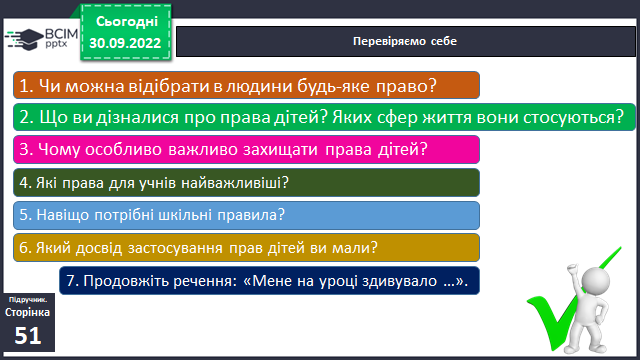 ВСІМ
pptx
Сьогодні
30.09.2022
Перевіряємо себе
1. Чи можна відібрати в людини будь-яке право?
2. Що ви дізналися про права дітей? Яких сфер життя вони стосуються?
3. Чому особливо важливо захищати права дітей?
4. Які права для учнів найважливіші?
5. Навіщо потрібні шкільні правила?
6. Який досвід застосування прав дітей ви мали?
7. Продовжіть речення: «Мене на уроці здивувало ...».
Підручник.
Сторінка
51